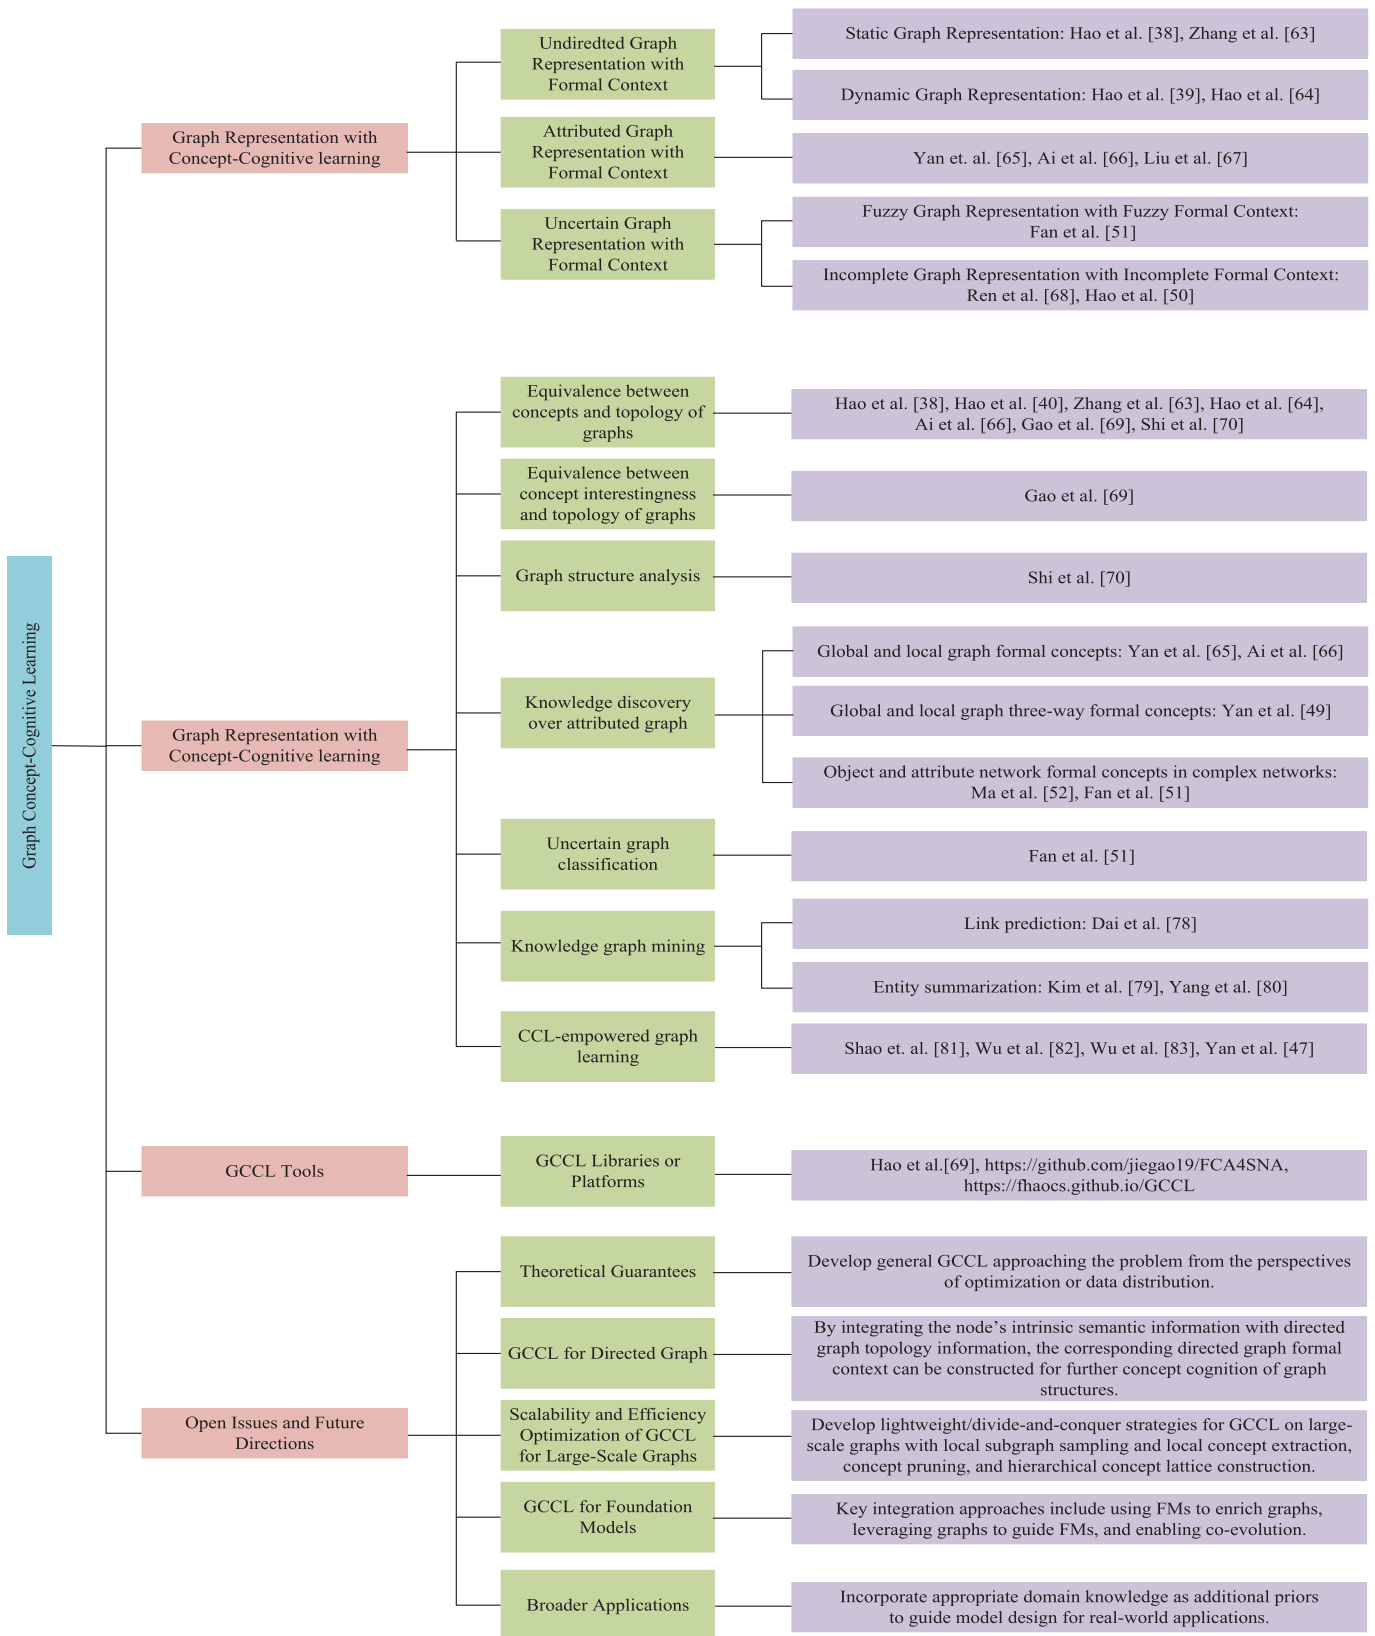 Graph Concept-Cognitive Learning
Graph Representation with
Concept-Cognitive learning
Undiredted Graph
Representation with
Formal Context
Static Graph Representation: Hao et al. [38], Zhang et al. [63]
Dynamic Graph Representation: Hao et al. [39], Hao et al. [64]
Attributed Graph
Representation with
Formal Context
Yan et. al. [65], Ai et al. [66], Liu et al. [67]
Uncertain Graph
Representation with
Formal Context
Fuzzy Graph Representation with Fuzzy Formal Context:
Fan et al. [51]
Incomplete Graph Representation with Incomplete Formal Context:
Ren et al. [68], Hao et al. [50]
Graph Representation with
Concept-Cognitive learning
Equivalence between
concepts and topology of
graphs
Hao et al. [38], Hao et al. [40], Zhang et al. [63], Hao et al. [64],
Ai et al. [66], Gao et al. [69], Shi et al. [70]
Equivalence between
concept interestingness
and topology of graphs
Gao et al. [69]
Graph structure analysis
Shi et al. [70]
Knowledge discovery
over attributed graph
Global and local graph formal concepts: Yan et al. [65], Ai et al. [66]
Global and local graph three-way formal concepts: Yan et al. [49]
Object and attribute network formal concepts in complex networks:
Ma et al. [52], Fan et al. [51]
Uncertain graph
classification
Fan et al. [51]
Knowledge graph mining
Link prediction: Dai et al. [78]
Entity summarization: Kim et al. [79], Yang et al. [80]
CCL-empowered graph
learning
Shao et. al. [81], Wu et al. [82], Wu et al. [83], Yan et al. [47]
GCCL Tools
GCCL Libraries or
Platforms
Hao et al.[69], https://github.com/jiegao19/FCA4SNA,
https://fhaocs.github.io/GCCL
Open Issues and Future
Directions
Theoretical Guarantees
Develop general GCCL approaching the problem from the perspectives
of optimization or data distribution.
GCCL for Directed Graph
By integrating the node’s intrinsic semantic information with directed
graph topology information, the corresponding directed graph formal
context can be constructed for further concept cognition of graph
structures.
Scalability and Efficiency
Optimization of GCCL
for Large-Scale Graphs
Develop lightweight/divide-and-conquer strategies for GCCL on large-
scale graphs with local subgraph sampling and local concept extraction,
concept pruning, and hierarchical concept lattice construction.
GCCL for Foundation
Models
Key integration approaches include using FMs to enrich graphs,
leveraging graphs to guide FMs, and enabling co-evolution.
Broader Applications
Incorporate appropriate domain knowledge as additional priors
to guide model design for real-world applications.